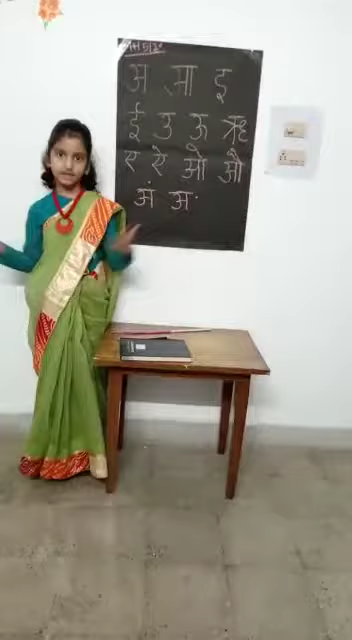 अ आ इ
ई उ ऊ ऋ
ए ऐ ओ औ
अं अः